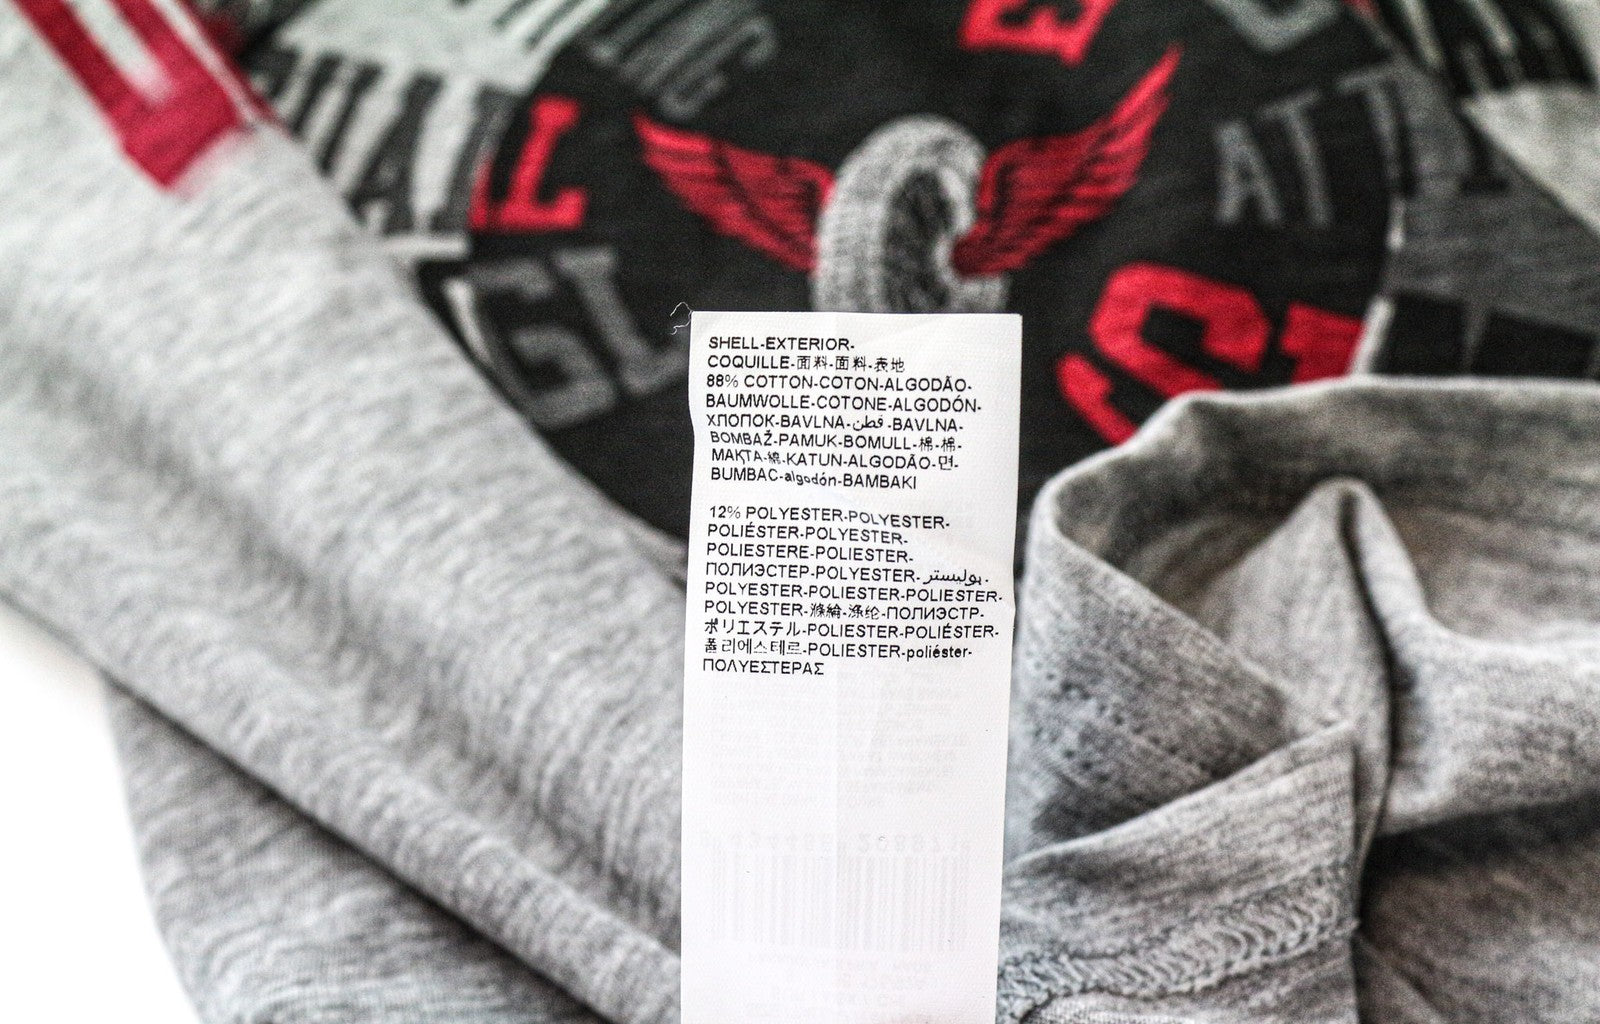 ATT
GL
SHELL-EXTERIOR-
COQUILLE-面料-面料-表地
88% COTTON-COTON-ALGODÃO-
BAUMWOLLE-COTONE-ALGODÓN-
ХЛОПОК-BAVLNA-قطن-BAVLNA-
BOMBAŽ-PAMUK-BOMULL-棉-棉-
МАҚТА-綿-KATUN-ALGODÃO-면-
BUMBAC-algodón-BAMBAKI
12% POLYESTER-POLYESTER-
POLIÉSTER-POLYESTER-
POLIESTERE-POLIESTER-
ПОЛИЭСТЕР-POLYESTER-بوليستر-
POLYESTER-POLIESTER-POLIESTER-
POLYESTER-滌綸-涤纶-ПОЛИЭСТР-
ポリエステル-POLIESTER-POLIÉSTER-
폴리에스테르-POLIESTER-poliéster-
ΠΟΛΥΕΣΤΕΡΑΣ